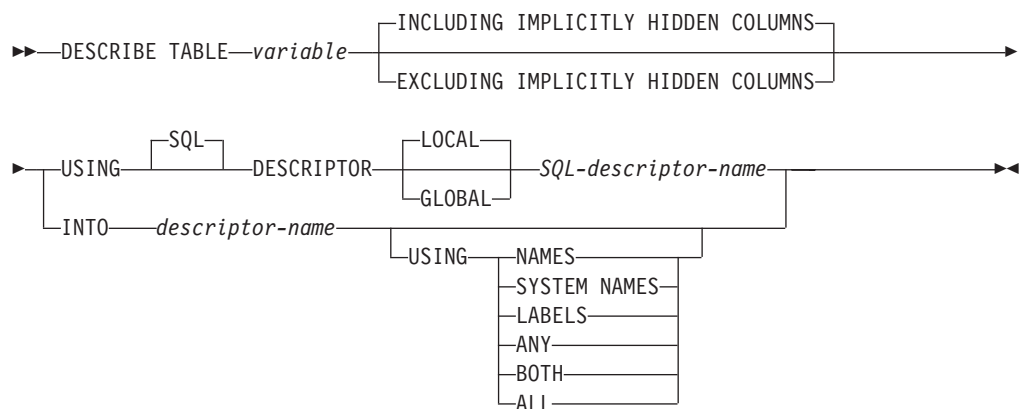 INCLUDING IMPLICITLY HIDDEN COLUMNS
DESCRIBE TABLE variable
EXCLUDING IMPLICITLY HIDDEN COLUMNS
SQL LOCAL
USING DESCRIPTOR SQL-descriptor-name
GLOBAL
INTO descriptor-name
USING NAMES
SYSTEM NAMES
LABELS
ANY
BOTH
ALL